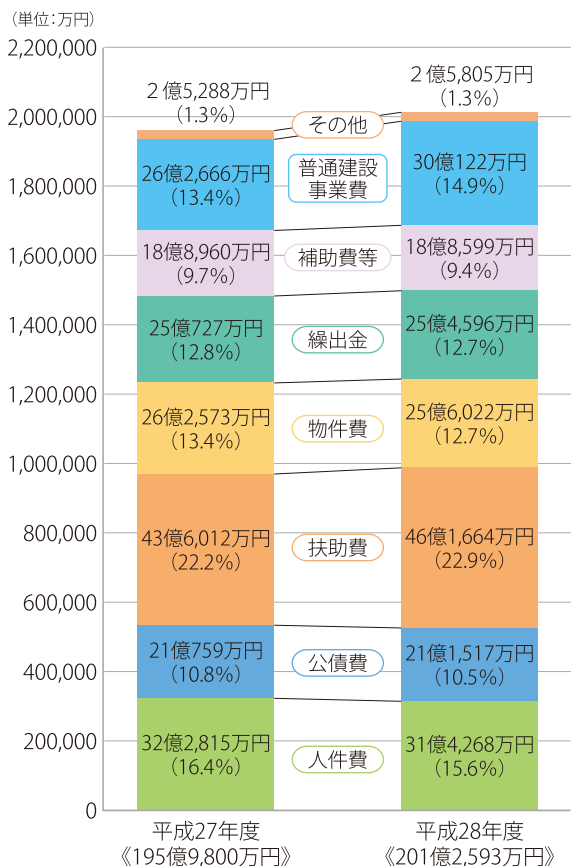 （単位：万円）
2,200,000
2,000,000
1,800,000
1,600,000
1,400,000
1,200,000
1,000,000
800,000
600,000
400,000
200,000
0
2億5,288万円
（1.3%）
26億2,666万円
（13.4%）
18億8,960万円
（9.7%）
25億727万円
（12.8%）
26億2,573万円
（13.4%）
43億6,012万円
（22.2%）
21億759万円
（10.8%）
32億2,815万円
（16.4%）
その他
普通建設
事業費
補助費等
繰出金
物件費
扶助費
公債費
人件費
2億5,805万円
（1.3%）
30億122万円
（14.9%）
18億8,599万円
（9.4%）
25億4,596万円
（12.7%）
25億6,022万円
（12.7%）
46億1,664万円
（22.9%）
21億1,517万円
（10.5%）
31億4,268万円
（15.6%）
平成27年度
《195億9,800万円》
平成28年度
《201億2,593万円》